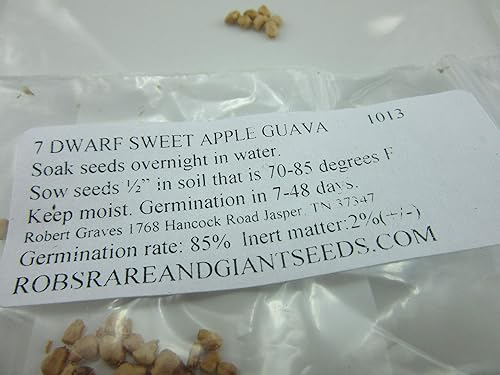 7 DWARF SWEET APPLE GUAVA 1013
Soak seeds overnight in water.
Sow seeds ½” in soil that is 70-85 degrees F
Keep moist. Germination in 7-48 days.
Robert Graves 1768 Hancock Road Jasper, TN 37347
Germination rate: 85% Inert matter:2%(+/-)
ROBSRAREANDGIANTSEEDS.COM